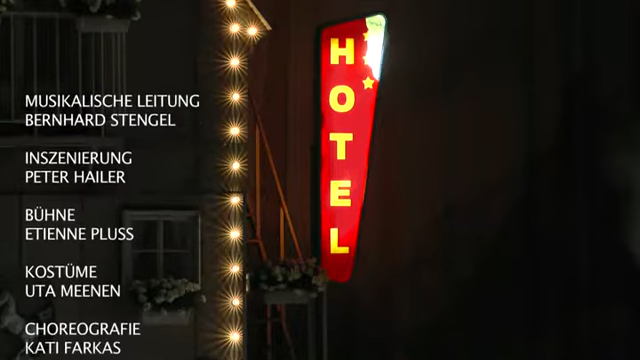 MUSIKALISCHE LEITUNG
BERNHARD STENGEL
INSZENIERUNG
PETER HAILER
BÜHNE
ETIENNE PLUSS
KOSTÜME
UTA MEENEN
CHOREOGRAFIE
KATI FARKAS
HOTEL